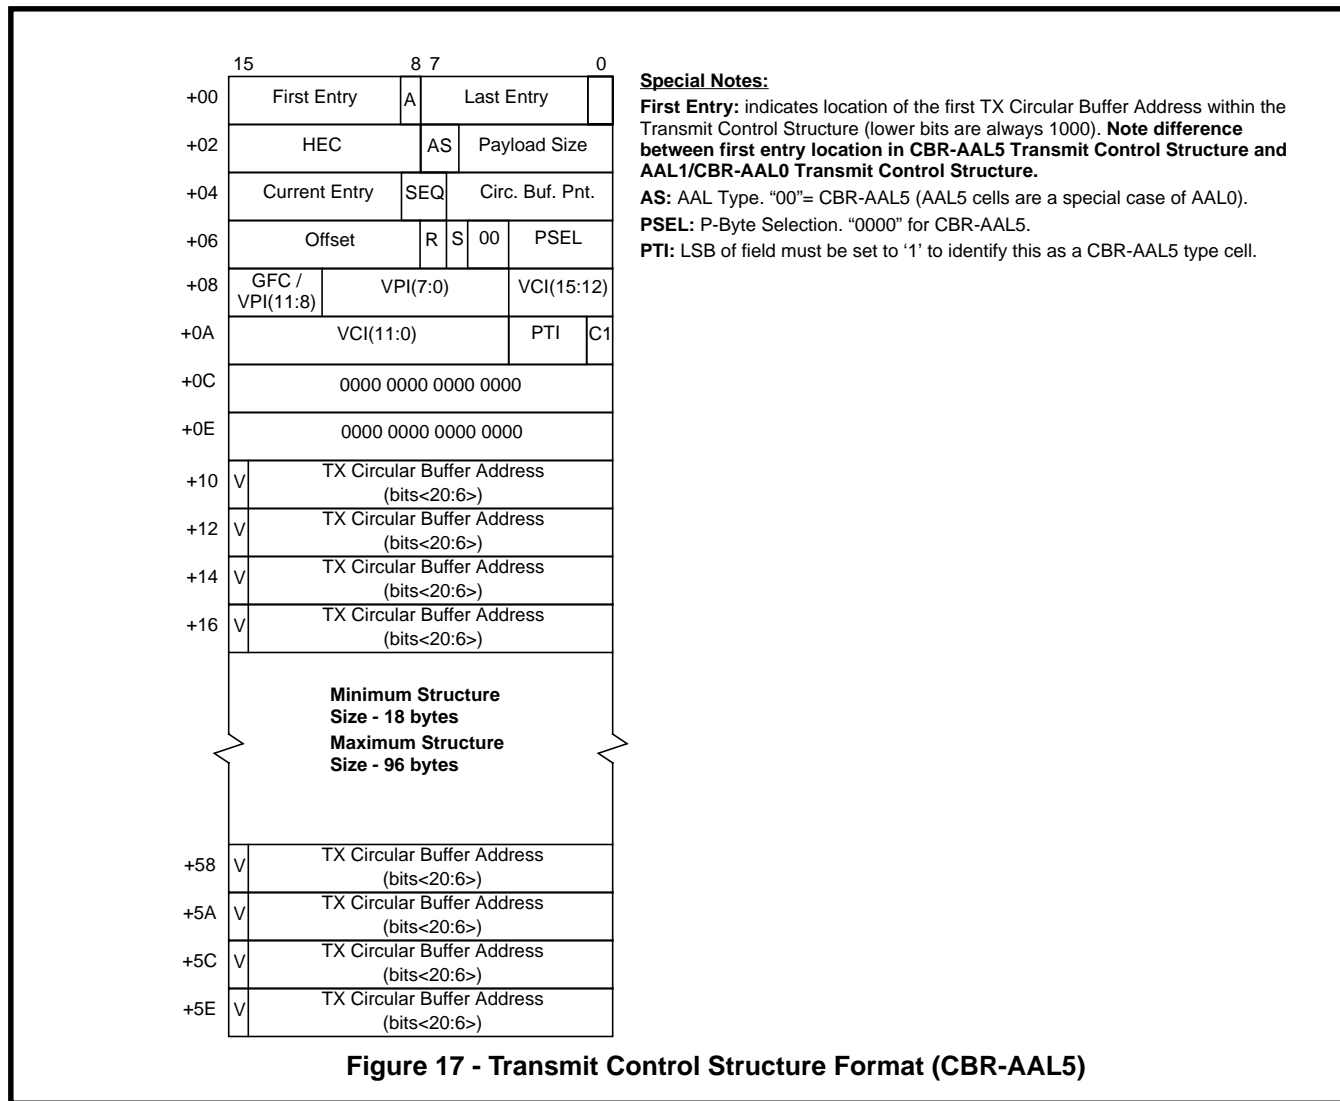 15 8 7 0
+00 First Entry A Last Entry
+02 HEC AS Payload Size
+04 Current Entry SEQ Circ. Buf. Pnt.
+06 Offset R S 00 PSEL
+08 GFC / VPI(11:8) VPI(7:0) VCI(15:12)
+0A VCI(11:0) PTI C1
+0C 0000 0000 0000 0000
+0E 0000 0000 0000 0000
+10 V TX Circular Buffer Address
(bits<20:6>)
+12 V TX Circular Buffer Address
(bits<20:6>)
+14 V TX Circular Buffer Address
(bits<20:6>)
+16 V TX Circular Buffer Address
(bits<20:6>)
Minimum Structure
Size - 18 bytes
Maximum Structure
Size - 96 bytes
+58 V TX Circular Buffer Address
(bits<20:6>)
+5A V TX Circular Buffer Address
(bits<20:6>)
+5C V TX Circular Buffer Address
(bits<20:6>)
+5E V TX Circular Buffer Address
(bits<20:6>)
Special Notes:
First Entry: indicates location of the first TX Circular Buffer Address within the
Transmit Control Structure (lower bits are always 1000). Note difference
between first entry location in CBR-AAL5 Transmit Control Structure and
AAL1/CBR-AAL0 Transmit Control Structure.
AS: AAL Type. “00”= CBR-AAL5 (AAL5 cells are a special case of AAL0).
PSEL: P-Byte Selection. “0000” for CBR-AAL5.
PTI: LSB of field must be set to ‘1’ to identify this as a CBR-AAL5 type cell.
Figure 17 - Transmit Control Structure Format (CBR-AAL5)